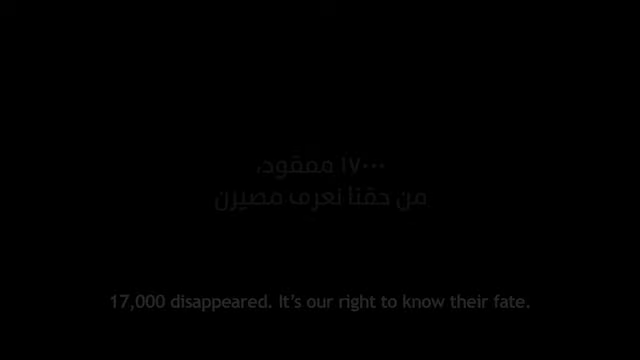 ١٧٠٠٠ مفقود،
من حقنا نعرف مصيرن
17,000 disappeared. It’s our right to know their fate.